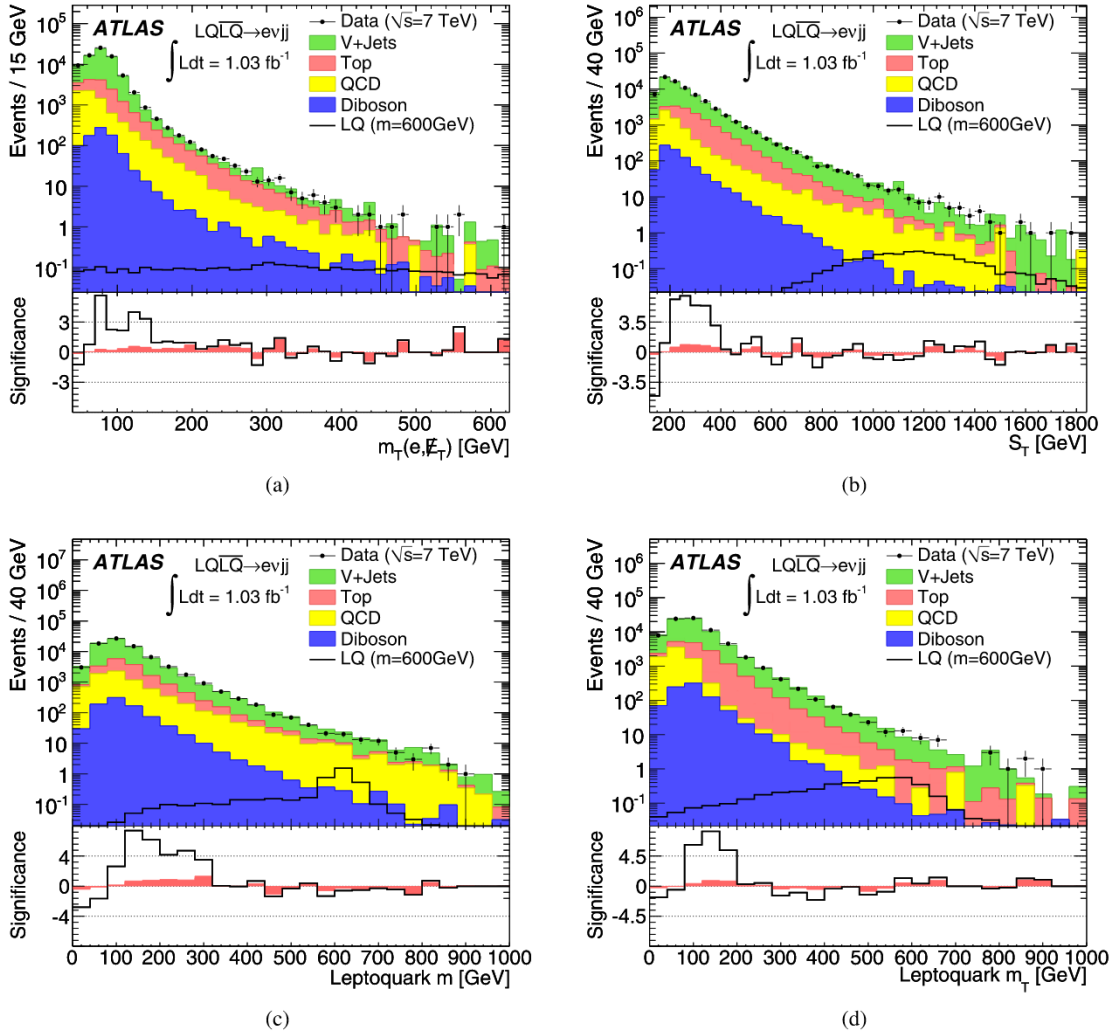 ATLAS
LQL̅Q̅→eνjj
∫ Ldt = 1.03 fb⁻¹
Data (√s=7 TeV)
V+Jets
Top
QCD
Diboson
LQ (m=600GeV)
Events / 15 GeV
10⁵
10⁴
10³
10²
10
1
10⁻¹
Significance
3
0
-3
100 200 300 400 500 600
m_T(e,E̸_T) [GeV]
(a)
ATLAS
LQL̅Q̅→eνjj
∫ Ldt = 1.03 fb⁻¹
Data (√s=7 TeV)
V+Jets
Top
QCD
Diboson
LQ (m=600GeV)
Events / 40 GeV
10⁶
10⁵
10⁴
10³
10²
10
1
10⁻¹
Significance
3.5
0
-3.5
200 400 600 800 1000 1200 1400 1600 1800
S_T [GeV]
(b)
ATLAS
LQL̅Q̅→eνjj
∫ Ldt = 1.03 fb⁻¹
Data (√s=7 TeV)
V+Jets
Top
QCD
Diboson
LQ (m=600GeV)
Events / 40 GeV
10⁷
10⁶
10⁵
10⁴
10³
10²
10
1
10⁻¹
Significance
4
0
-4
0 100 200 300 400 500 600 700 800 900 1000
Leptoquark m [GeV]
(c)
ATLAS
LQL̅Q̅→eνjj
∫ Ldt = 1.03 fb⁻¹
Data (√s=7 TeV)
V+Jets
Top
QCD
Diboson
LQ (m=600GeV)
Events / 40 GeV
10⁶
10⁵
10⁴
10³
10²
10
1
10⁻¹
Significance
4.5
0
-4.5
0 100 200 300 400 500 600 700 800 900 1000
Leptoquark m_T [GeV]
(d)